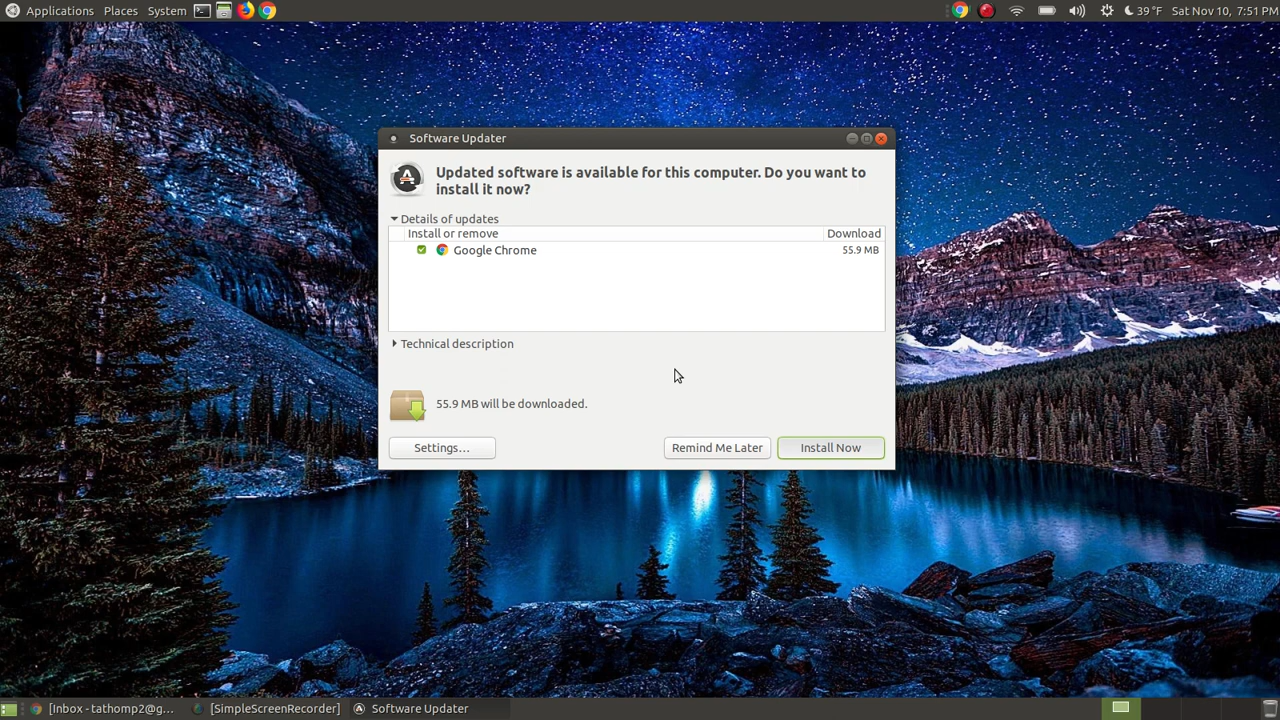 Applications Places System 39 °F Sat Nov 10, 7:51 PM
Software Updater
Updated software is available for this computer. Do you want to
install it now?
Details of updates
Install or remove Download
Google Chrome 55.9 MB
Technical description
55.9 MB will be downloaded.
Settings... Remind Me Later Install Now
[Inbox - tathomp2@g... [SimpleScreenRecorder] Software Updater